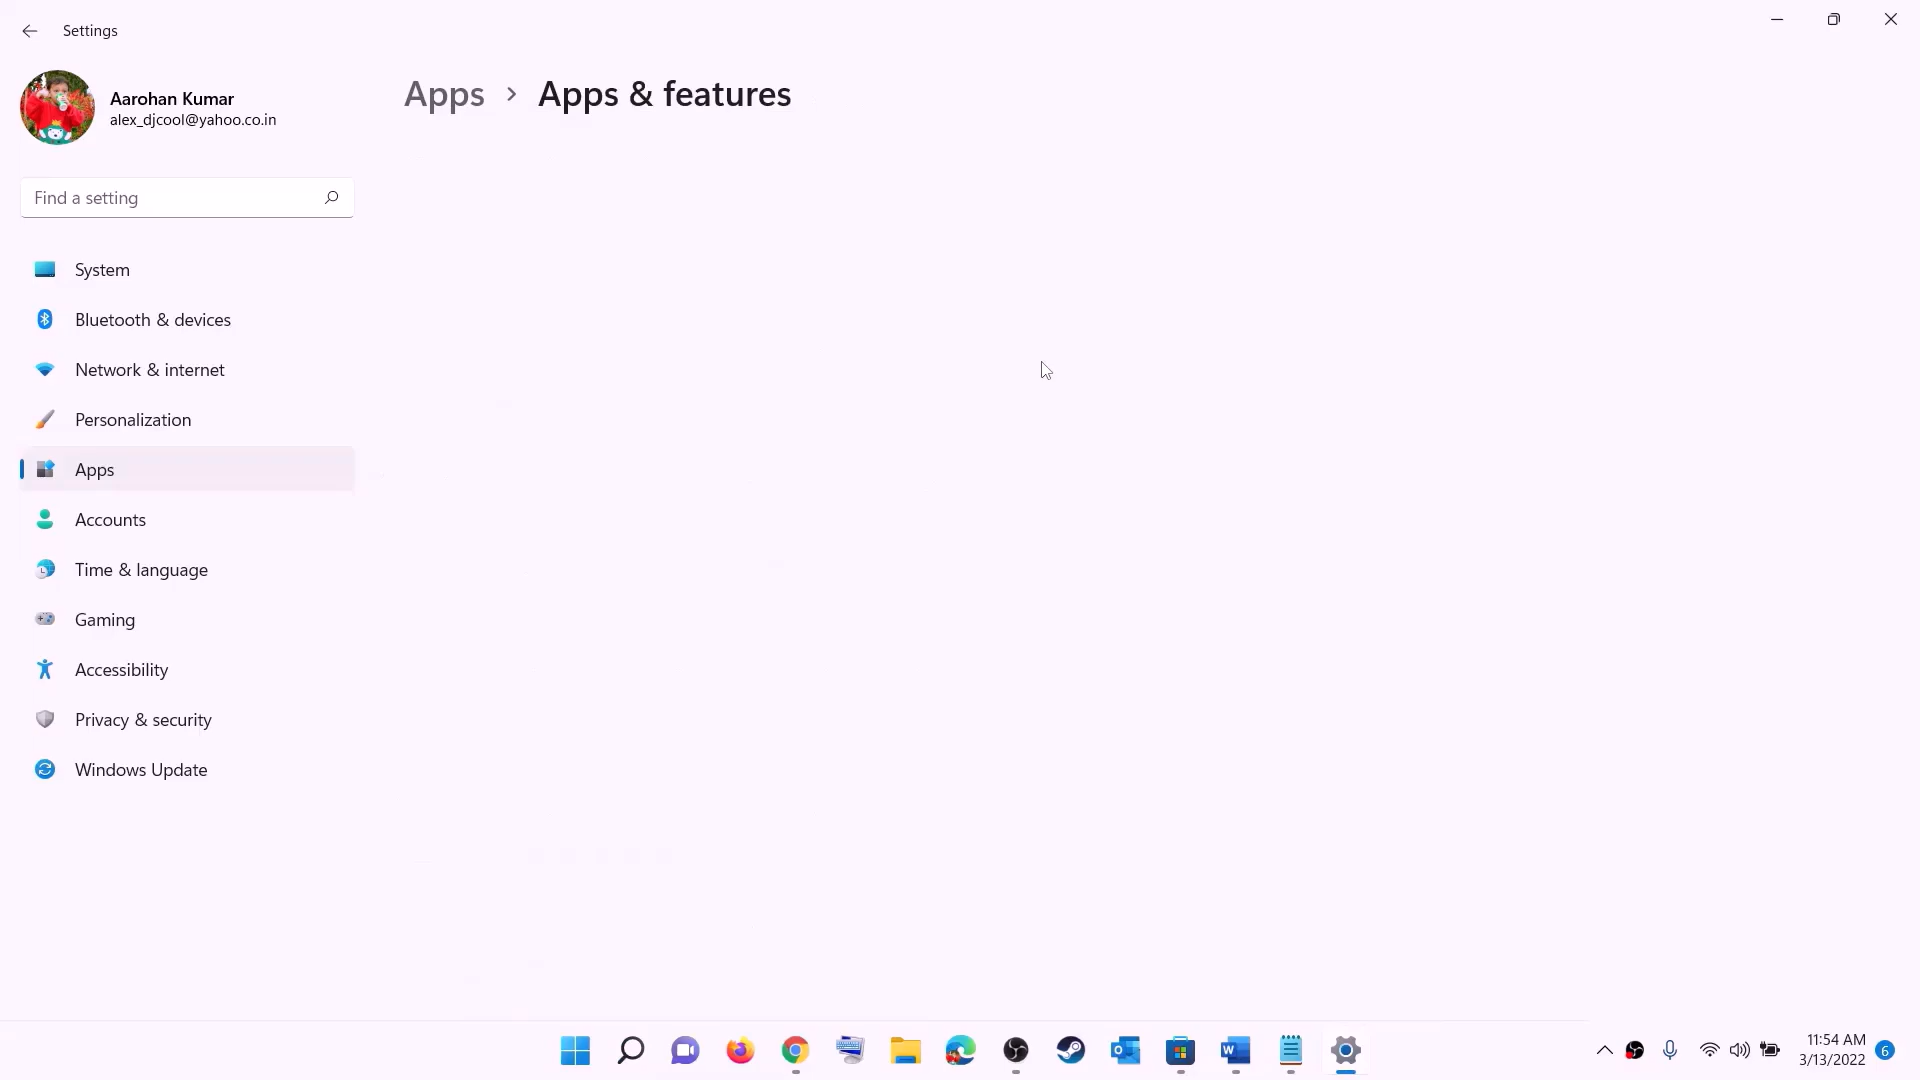 Settings
Aarohan Kumar
alex_djcool@yahoo.co.in
Apps > Apps & features
Find a setting
System
Bluetooth & devices
Network & internet
Personalization
Apps
Accounts
Time & language
Gaming
Accessibility
Privacy & security
Windows Update
11:54 AM
3/13/2022
6